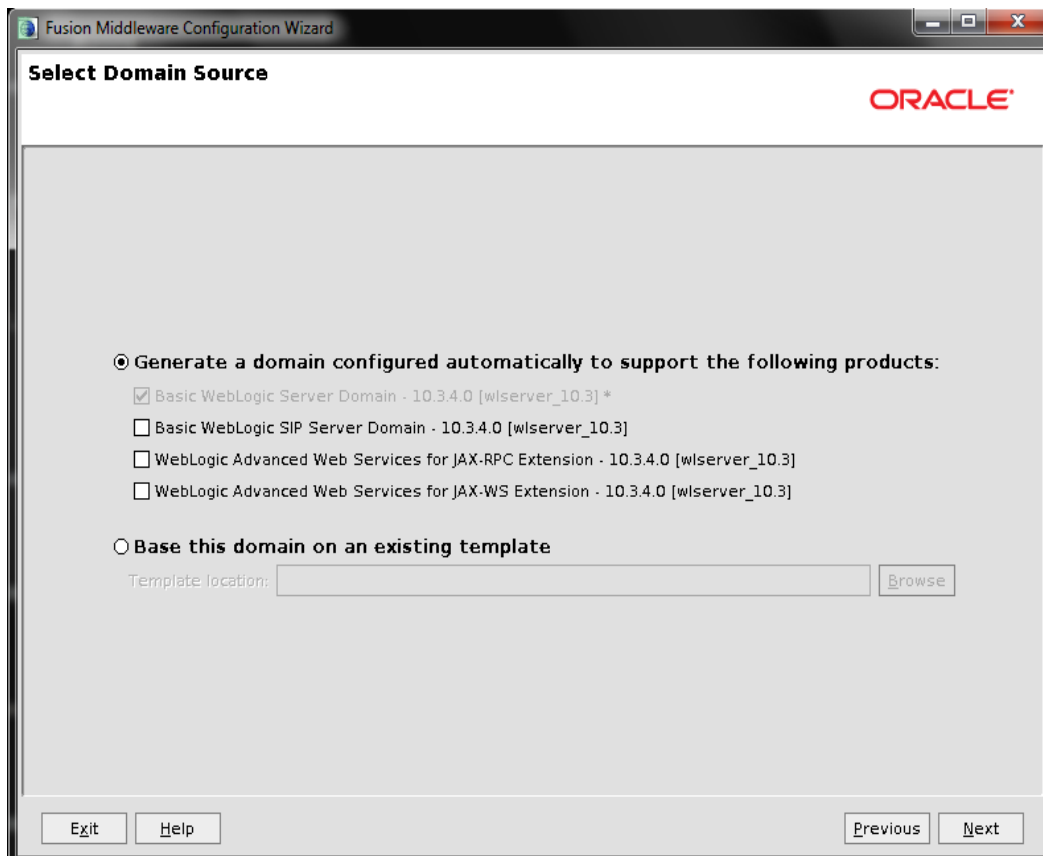 Fusion Middleware Configuration Wizard
Select Domain Source
ORACLE
Generate a domain configured automatically to support the following products:
Basic WebLogic Server Domain - 10.3.4.0 [wlserver_10.3] *
Basic WebLogic SIP Server Domain - 10.3.4.0 [wlserver_10.3]
WebLogic Advanced Web Services for JAX-RPC Extension - 10.3.4.0 [wlserver_10.3]
WebLogic Advanced Web Services for JAX-WS Extension - 10.3.4.0 [wlserver_10.3]
Base this domain on an existing template
Template location: Browse
Exit Help Previous Next